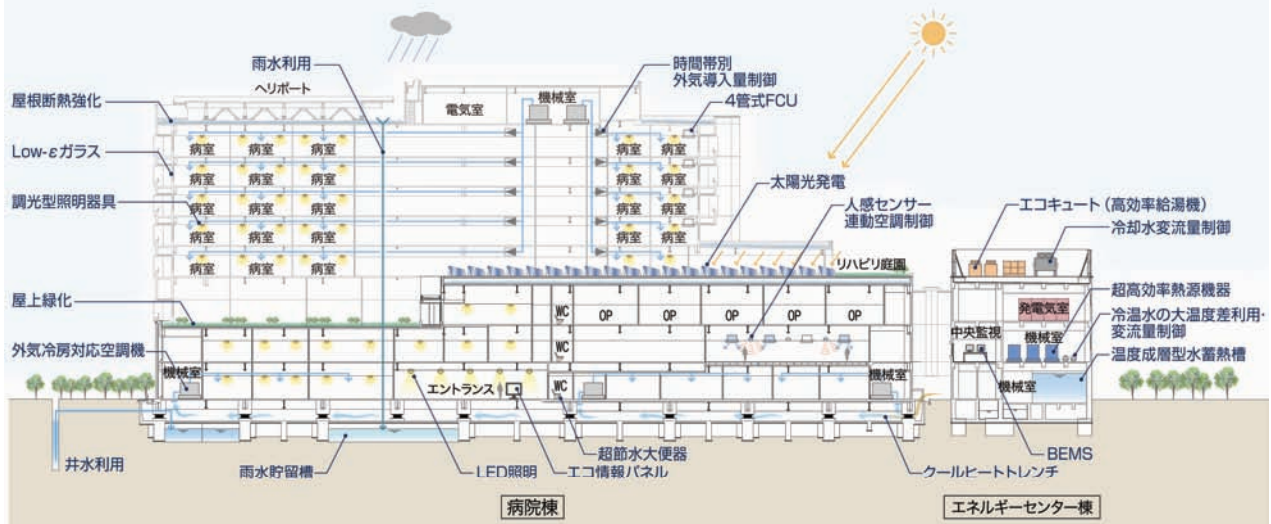 雨水利用
ヘリポート
屋根断熱強化
電気室
機械室
時間帯別
外気導入量制御
4管式FCU
Low-εガラス
調光型照明器具
病室 病室 病室 病室 病室
病室 病室 病室 病室 病室
病室 病室 病室 病室 病室
病室 病室 病室 病室 病室
病室 病室 病室 病室 病室
太陽光発電
人感センサー
連動空調制御
リハビリ庭園
エコキュート(高効率給湯機)
冷却水変流量制御
屋上緑化
WC
OP OP OP OP OP
発電気室
超高効率熱源機器
冷温水の大温度差利用・
変流量制御
外気冷房対応空調機
WC
中央監視
機械室
温度成層型水蓄熱槽
機械室
エントランス
WC
機械室
機械室
井水利用
雨水貯留槽
LED照明
エコ情報パネル
超節水大便器
クールヒートトレンチ
BEMS
病院棟
エネルギーセンター棟